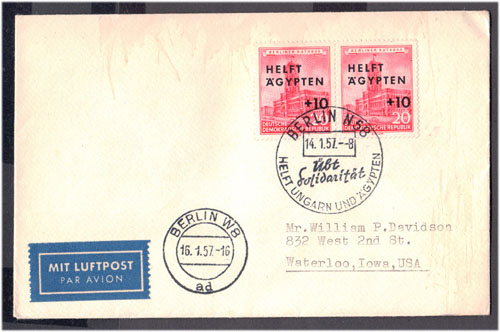 BERLINER RATHAUS
HELFT
ÄGYPTEN
+10
20
DEUTSCHE
DEMOKRATISCHE REPUBLIK
BERLINER RATHAUS
HELFT
ÄGYPTEN
+10
20
DEUTSCHE
DEMOKRATISCHE REPUBLIK
BERLIN N 58
14.1.57.--8
Übt
Solidarität
HELFT UNGARN UND ÄGYPTEN
BERLIN W8
16.1.57.-16
ad
Mr.William P.Davidson
832 West 2nd St.
Waterloo,Iowa,USA
MIT LUFTPOST
PAR AVION